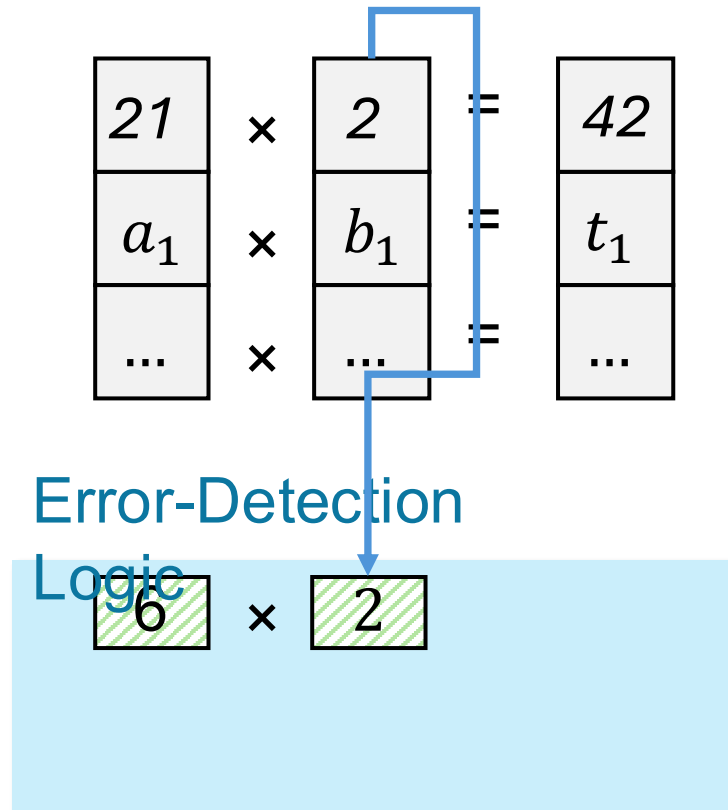 21 × 2 = 42
a₁ × b₁ = t₁
... × ... = ...
Error-Detection
Logic
6 × 2